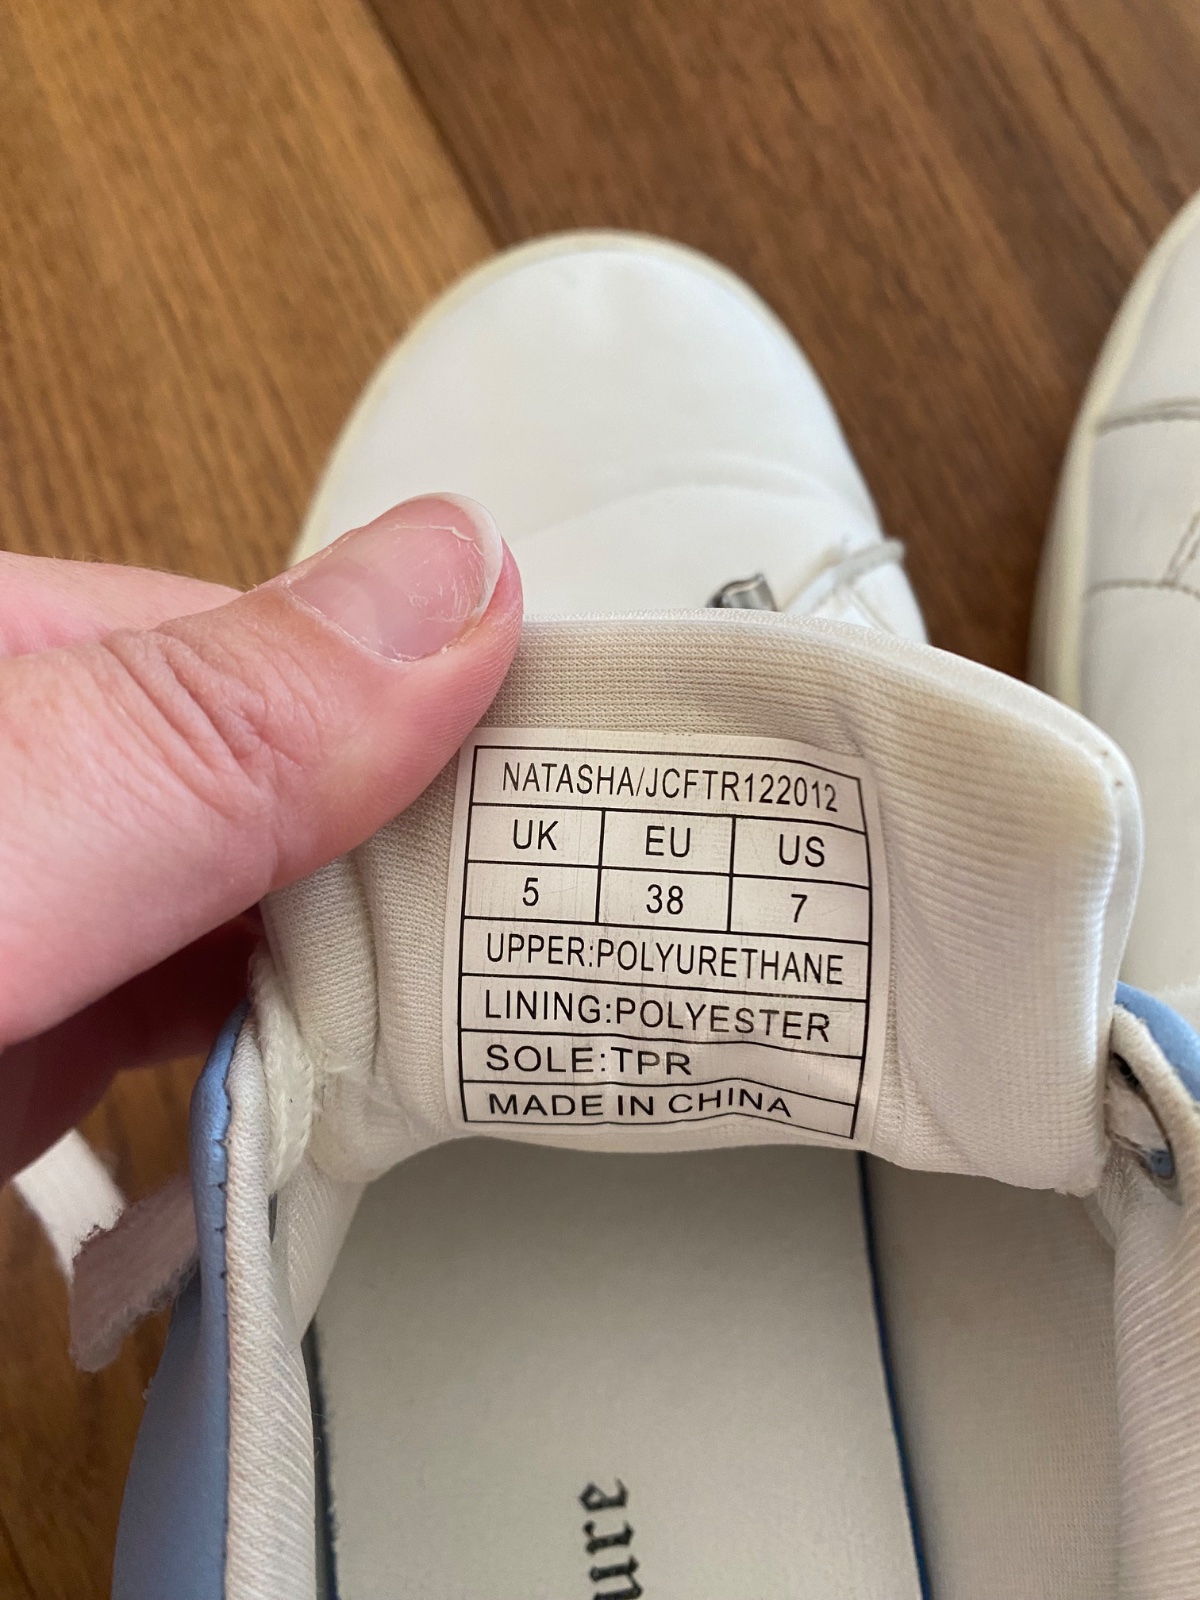 NATASHA/JCFTR122012
UK EU US
5 38 7
UPPER:POLYURETHANE
LINING:POLYESTER
SOLE:TPR
MADE IN CHINA